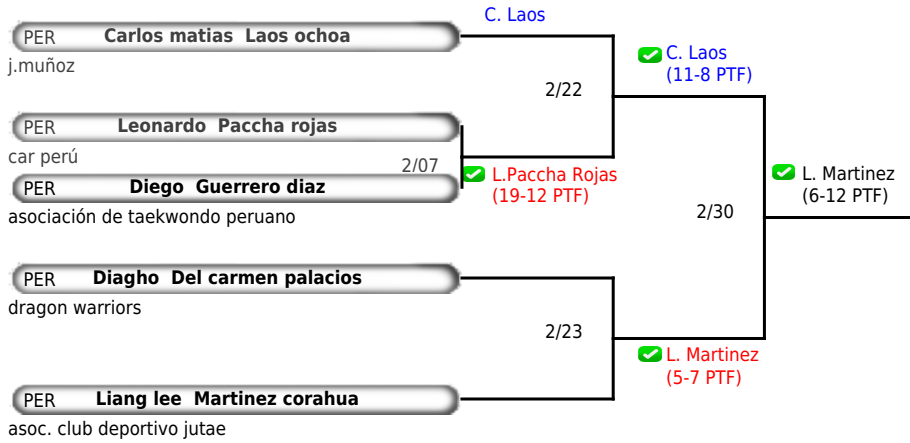 C. Laos
PER Carlos matias Laos ochoa
j.muñoz
C. Laos
(11-8 PTF)
2/22
PER Leonardo Paccha rojas
car perú
2/07
L.Paccha Rojas
(19-12 PTF)
L. Martinez
(6-12 PTF)
PER Diego Guerrero diaz
asociación de taekwondo peruano
2/30
PER Diagho Del carmen palacios
dragon warriors
2/23
L. Martinez
(5-7 PTF)
PER Liang lee Martinez corahua
asoc. club deportivo jutae